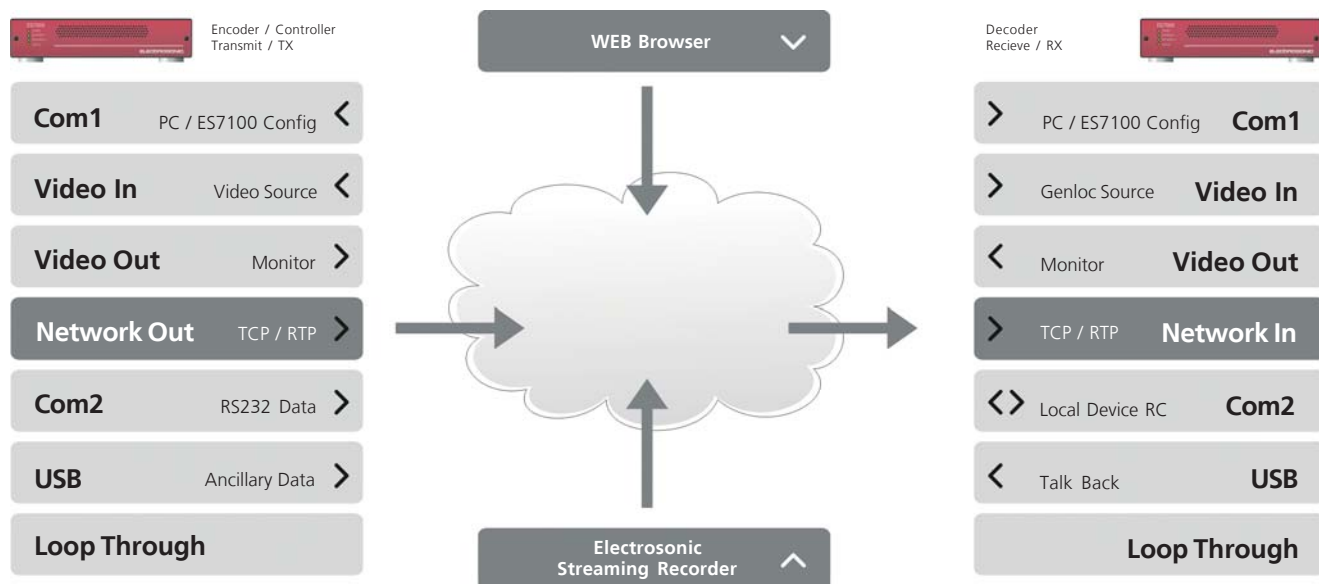 Encoder / Controller
Transmit / TX
ELECTROSONIC
Com1 PC / ES7100 Config
Video In Video Source
Video Out Monitor
Network Out TCP / RTP
Com2 RS232 Data
USB Ancillary Data
Loop Through
WEB Browser
Electrosonic
Streaming Recorder
Decoder
Recieve / RX
ELECTROSONIC
PC / ES7100 Config Com1
Genloc Source Video In
Monitor Video Out
TCP / RTP Network In
Local Device RC Com2
Talk Back USB
Loop Through